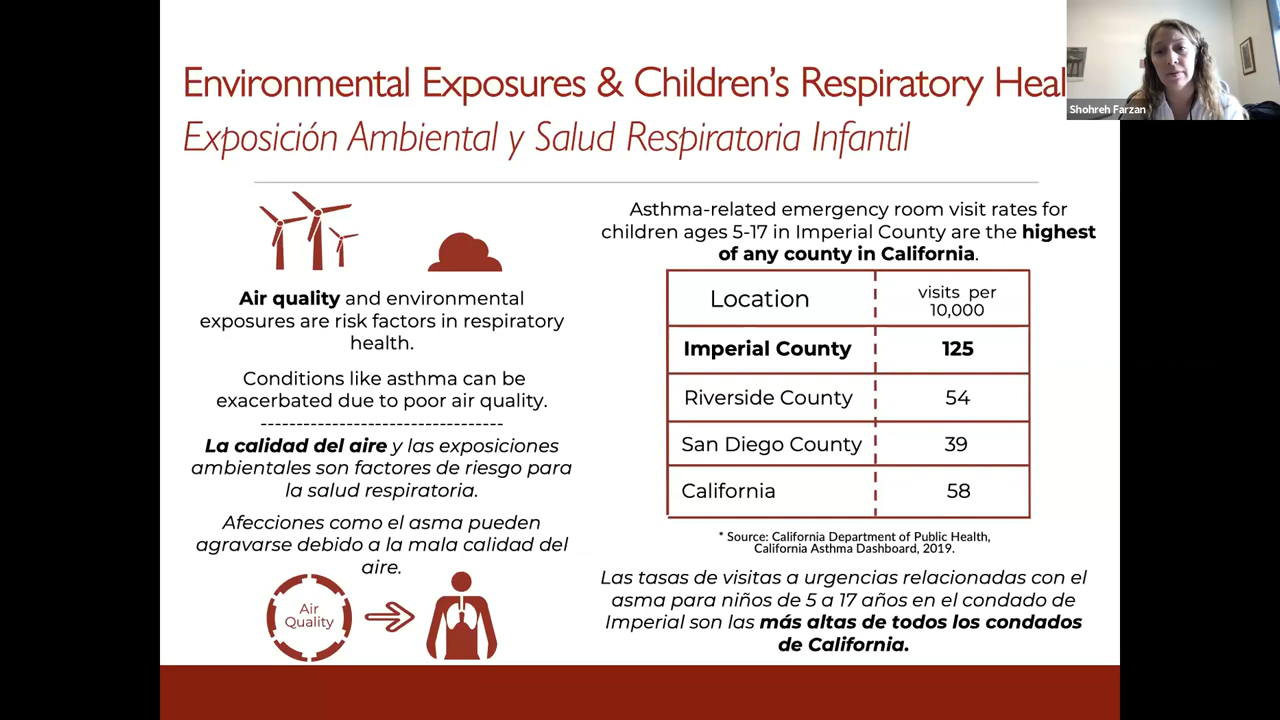 Environmental Exposures & Children's Respiratory Heal
Exposición Ambiental y Salud Respiratoria Infantil
Shohreh Farzan
Air quality and environmental
exposures are risk factors in respiratory
health.
Conditions like asthma can be
exacerbated due to poor air quality.
----------------------------------
La calidad del aire y las exposiciones
ambientales son factores de riesgo para
la salud respiratoria.
Afecciones como el asma pueden
agravarse debido a la mala calidad del
aire.
Air
Quality
Asthma-related emergency room visit rates for
children ages 5-17 in Imperial County are the highest
of any county in California.
Location visits per
10,000
Imperial County 125
Riverside County 54
San Diego County 39
California 58
* Source: California Department of Public Health,
California Asthma Dashboard, 2019.
Las tasas de visitas a urgencias relacionadas con el
asma para niños de 5 a 17 años en el condado de
Imperial son las más altas de todos los condados
de California.